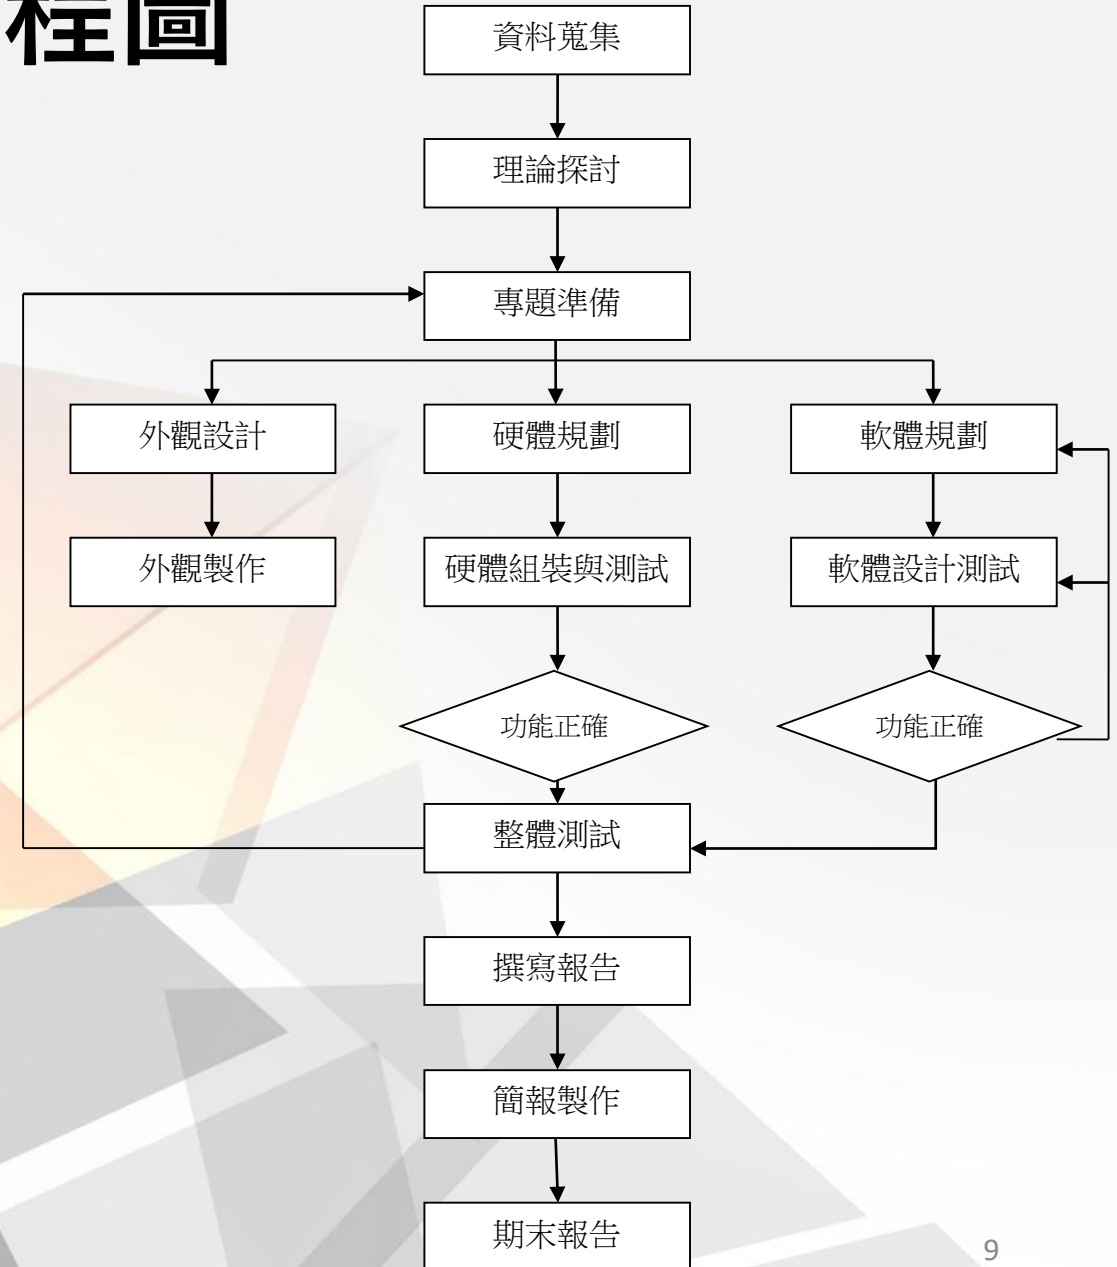 程圖
資料蒐集
理論探討
專題準備
外觀設計
硬體規劃
軟體規劃
外觀製作
硬體組裝與測試
軟體設計測試
功能正確
功能正確
整體測試
撰寫報告
簡報製作
期末報告
9